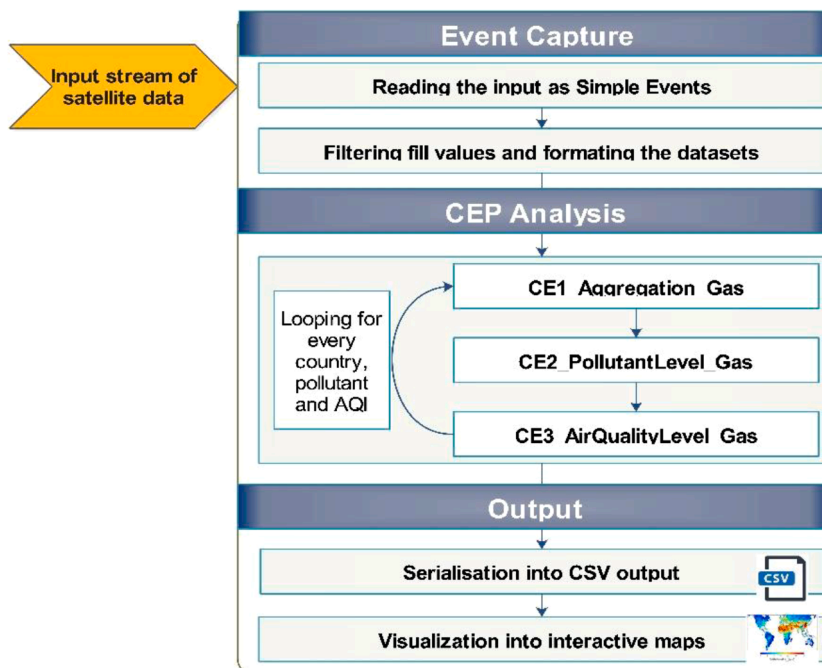 Event Capture
Input stream of
satellite data
Reading the input as Simple Events
Filtering fill values and formating the datasets
CEP Analysis
CE1_Aggregation_Gas
Looping for
every
country,
pollutant
and AQI
CE2_PollutantLevel_Gas
CE3_AirQualityLevel_Gas
Output
Serialisation into CSV output
CSV
Visualization into interactive maps